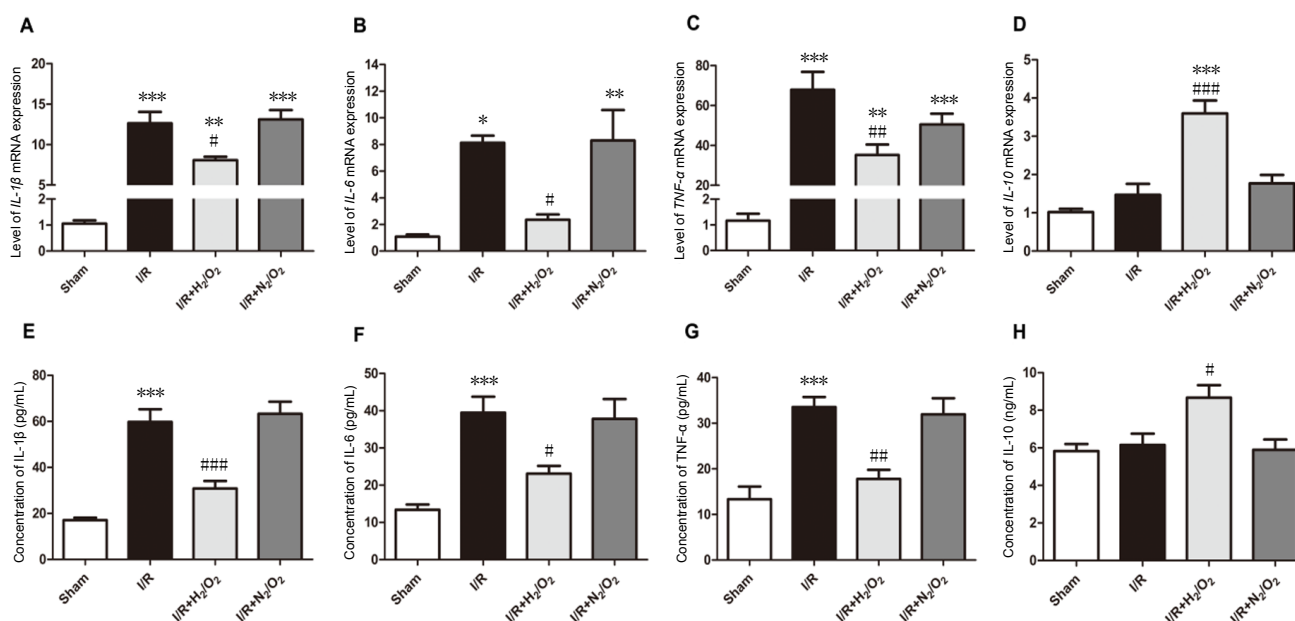 A
Level of IL-1β mRNA expression
20
15
10
5
2
1
0
***
**
#
***
Sham
I/R
I/R+H₂/O₂
I/R+N₂/O₂
B
Level of IL-6 mRNA expression
14
12
10
8
6
4
2
0
*
#
**
Sham
I/R
I/R+H₂/O₂
I/R+N₂/O₂
C
Level of TNF-α mRNA expression
80
60
40
20
2
1
0
***
**
##
***
Sham
I/R
I/R+H₂/O₂
I/R+N₂/O₂
D
Level of IL-10 mRNA expression
5
4
3
2
1
0
***
###
Sham
I/R
I/R+H₂/O₂
I/R+N₂/O₂
E
Concentration of IL-1β (pg/mL)
80
60
40
20
0
***
###
Sham
I/R
I/R+H₂/O₂
I/R+N₂/O₂
F
Concentration of IL-6 (pg/mL)
50
40
30
20
10
0
***
#
Sham
I/R
I/R+H₂/O₂
I/R+N₂/O₂
G
Concentration of TNF-α (pg/mL)
40
30
20
10
0
***
##
Sham
I/R
I/R+H₂/O₂
I/R+N₂/O₂
H
Concentration of IL-10 (ng/mL)
10
8
6
4
2
0
#
Sham
I/R
I/R+H₂/O₂
I/R+N₂/O₂